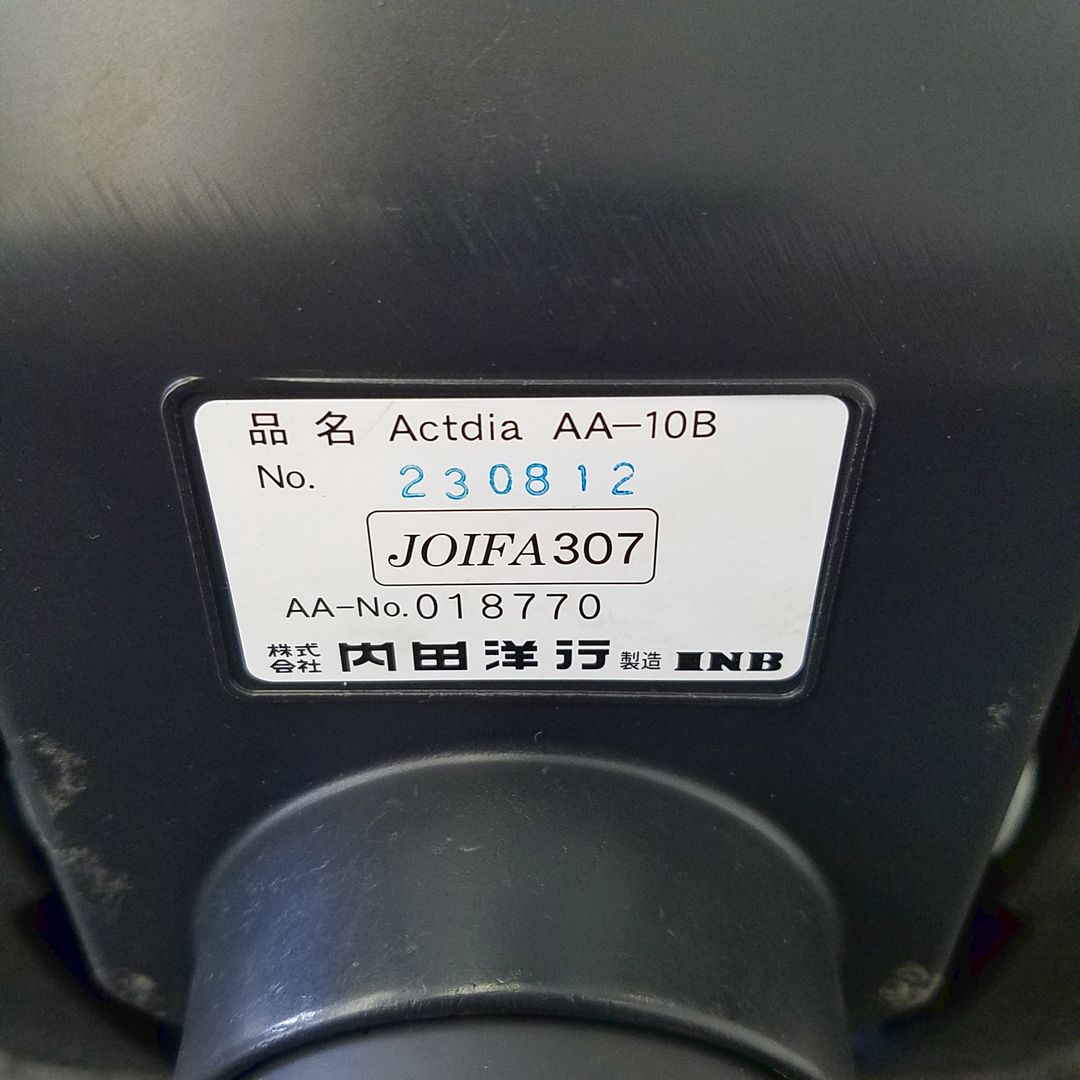 品名 Actdia AA-10B
No. 230812
JOIFA307
AA-No.018770
株式会社 内田洋行 製造 INB